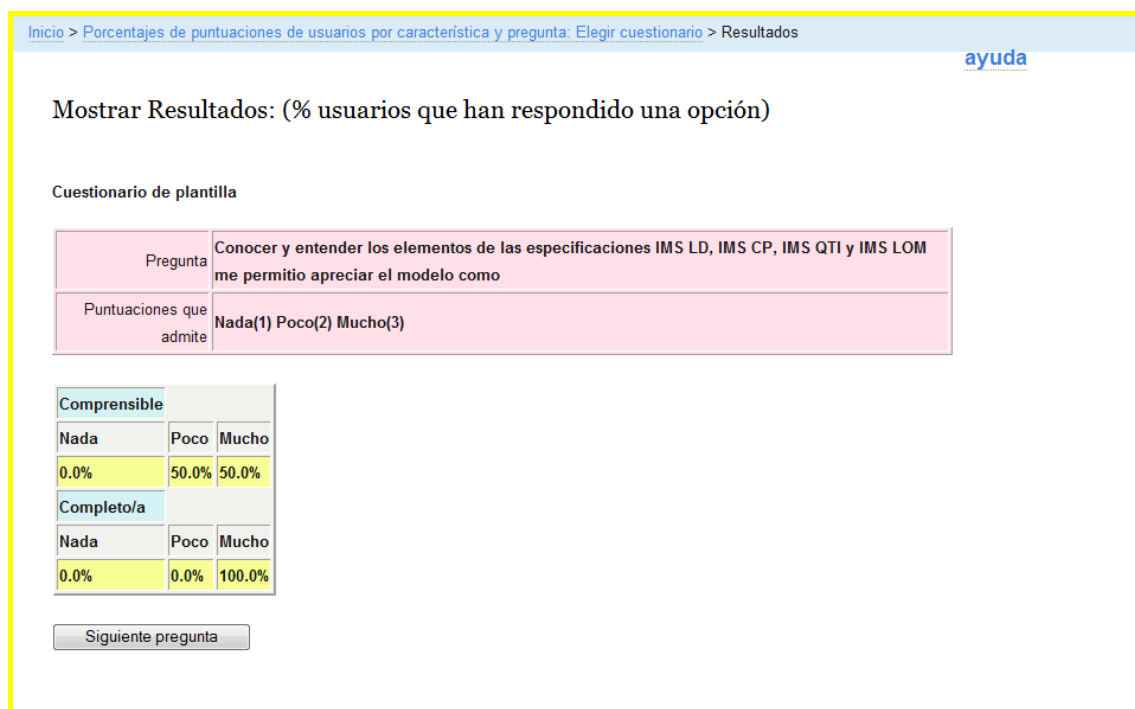 Inicio > Porcentajes de puntuaciones de usuarios por característica y pregunta: Elegir cuestionario > Resultados
ayuda
Mostrar Resultados: (% usuarios que han respondido una opción)
Cuestionario de plantilla
Pregunta
Conocer y entender los elementos de las especificaciones IMS LD, IMS CP, IMS QTI y IMS LOM
me permitio apreciar el modelo como
Puntuaciones que
admite
Nada(1) Poco(2) Mucho(3)
Comprensible
Nada Poco Mucho
0.0% 50.0% 50.0%
Completo/a
Nada Poco Mucho
0.0% 0.0% 100.0%
Siguiente pregunta